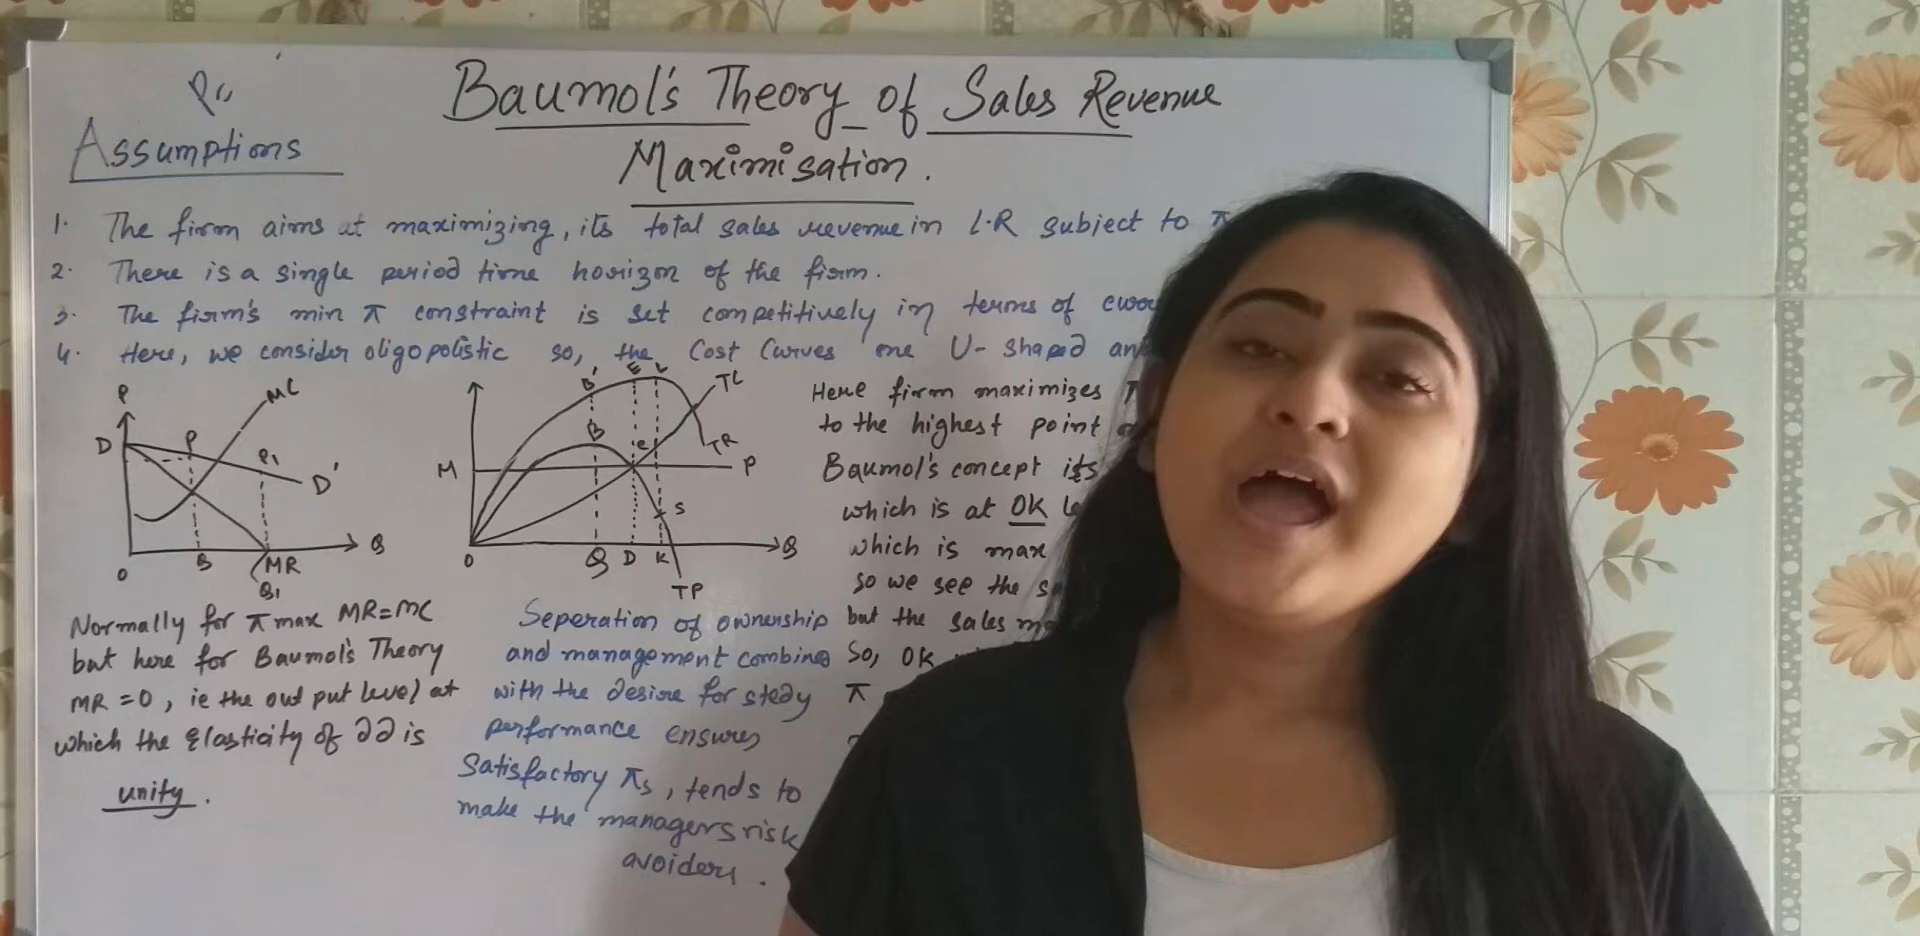 Baumol's Theory of Sales Revenue
Maximisation.
Assumptions
1. The firm aims at maximizing, its total sales revenue in L.R subject to π
2. There is a single period time horizon of the firm.
3. The firm's min π constraint is set competitively in terms of
4. Here, we consider oligopolistic so, the Cost Curves are U-shaped
P
MC
D
P
P1
D'
O
B
MR
Q1
Q
B'
E
L
TC
B
e
TR
M
P
S
O
Q
D
K
Q
TP
Here firm maximizes
to the highest point
Baumol's concept its
which is at OK
which is max
so we see the
but the sales
So, OK
π
Normally for π max MR=MC
but here for Baumol's Theory
MR=0, ie the out put level at
which the Elasticity of dd is
unity.
Seperation of ownership
and management combine
with the desire for stedy
performance ensures
Satisfactory πs, tends to
make the managers risk
avoiders.